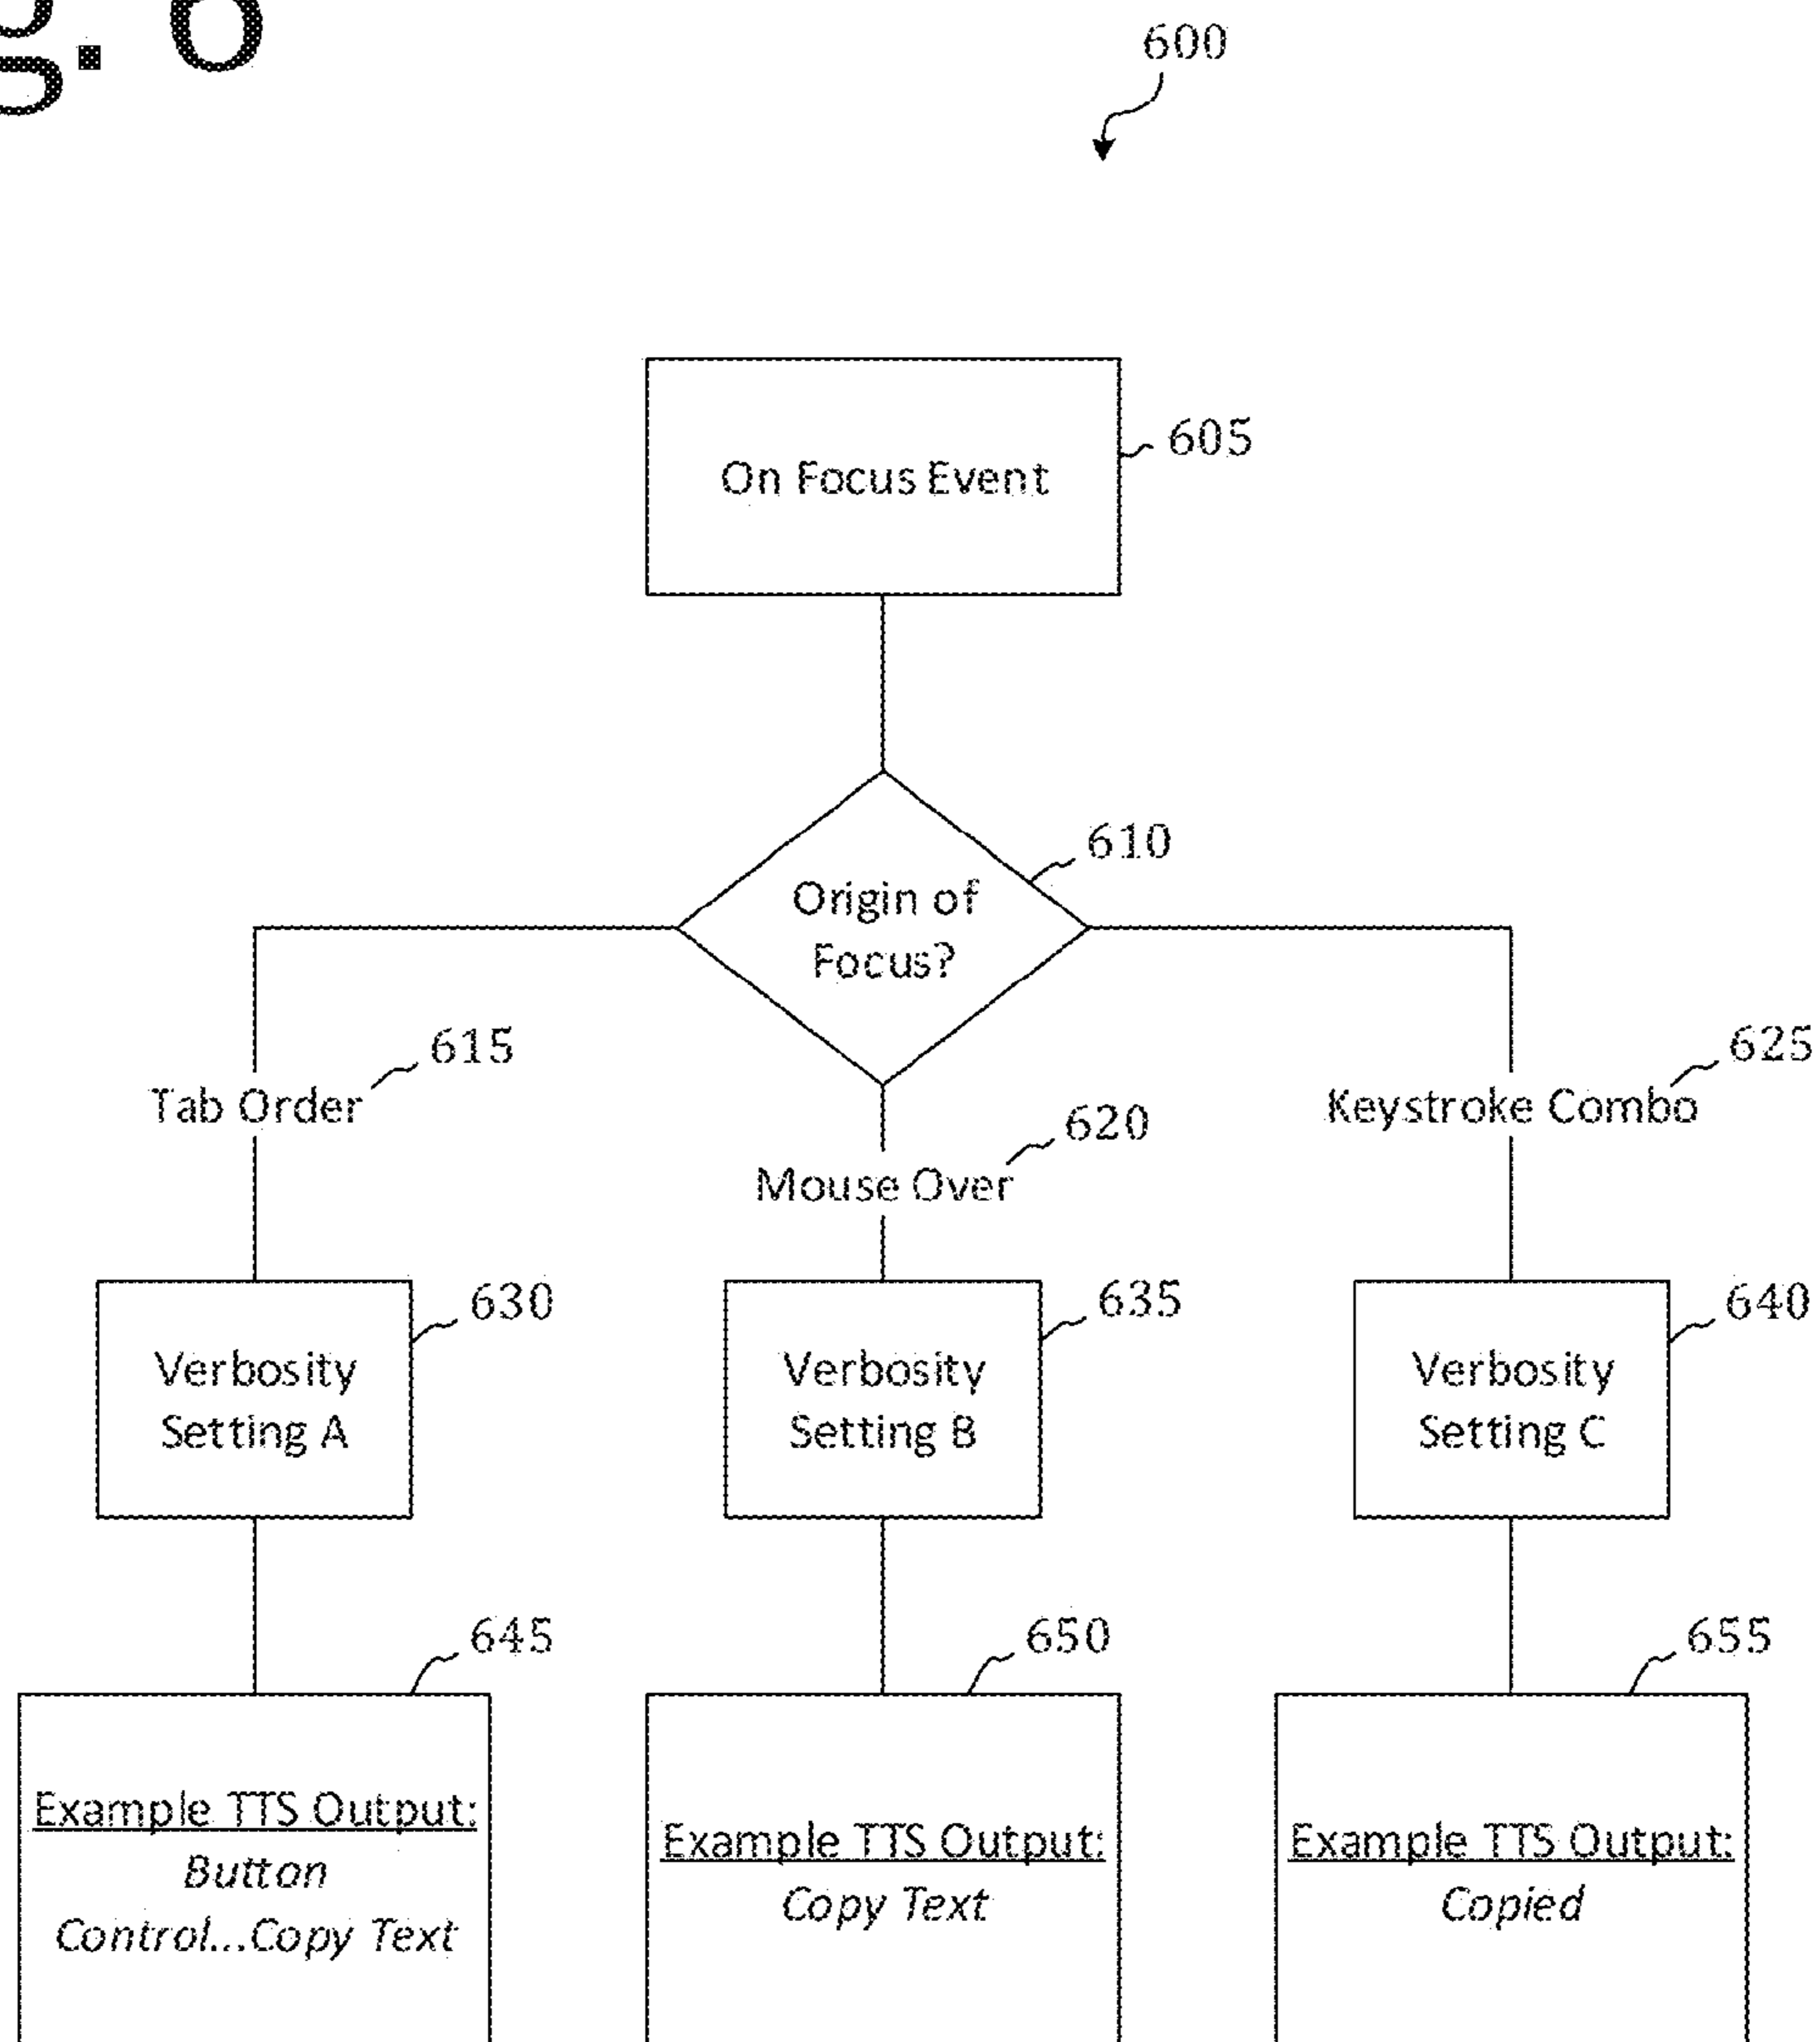 g. 6
600
On Focus Event
605
610
Origin of
Focus?
615
Tab Order
620
Mouse Over
625
Keystroke Combo
630
Verbosity
Setting A
635
Verbosity
Setting B
640
Verbosity
Setting C
645
Example TTS Output:
Button
Control...Copy Text
650
Example TTS Output:
Copy Text
655
Example TTS Output:
Copied